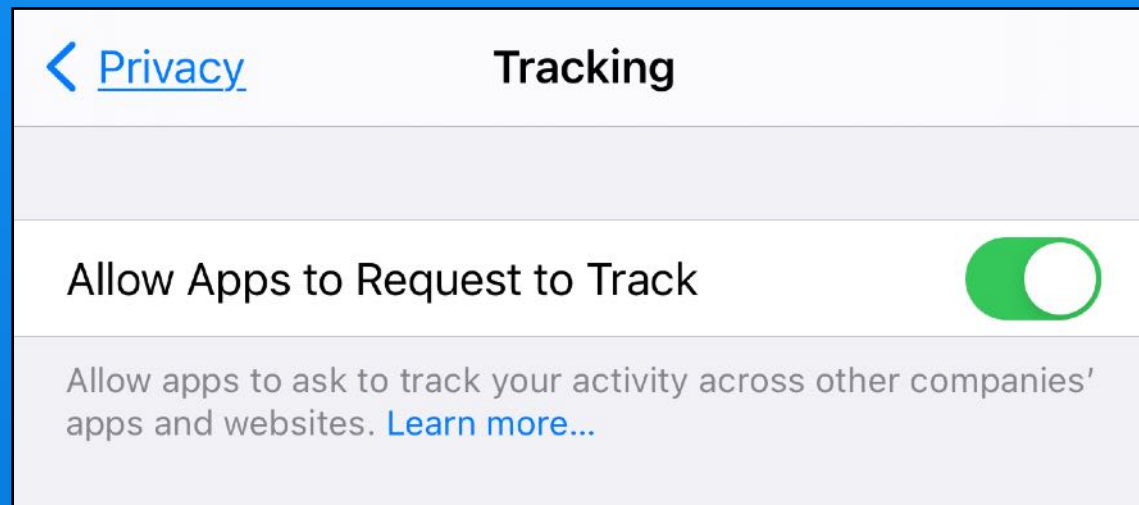 Privacy
Tracking
Allow Apps to Request to Track
Allow apps to ask to track your activity across other companies’
apps and websites. Learn more...